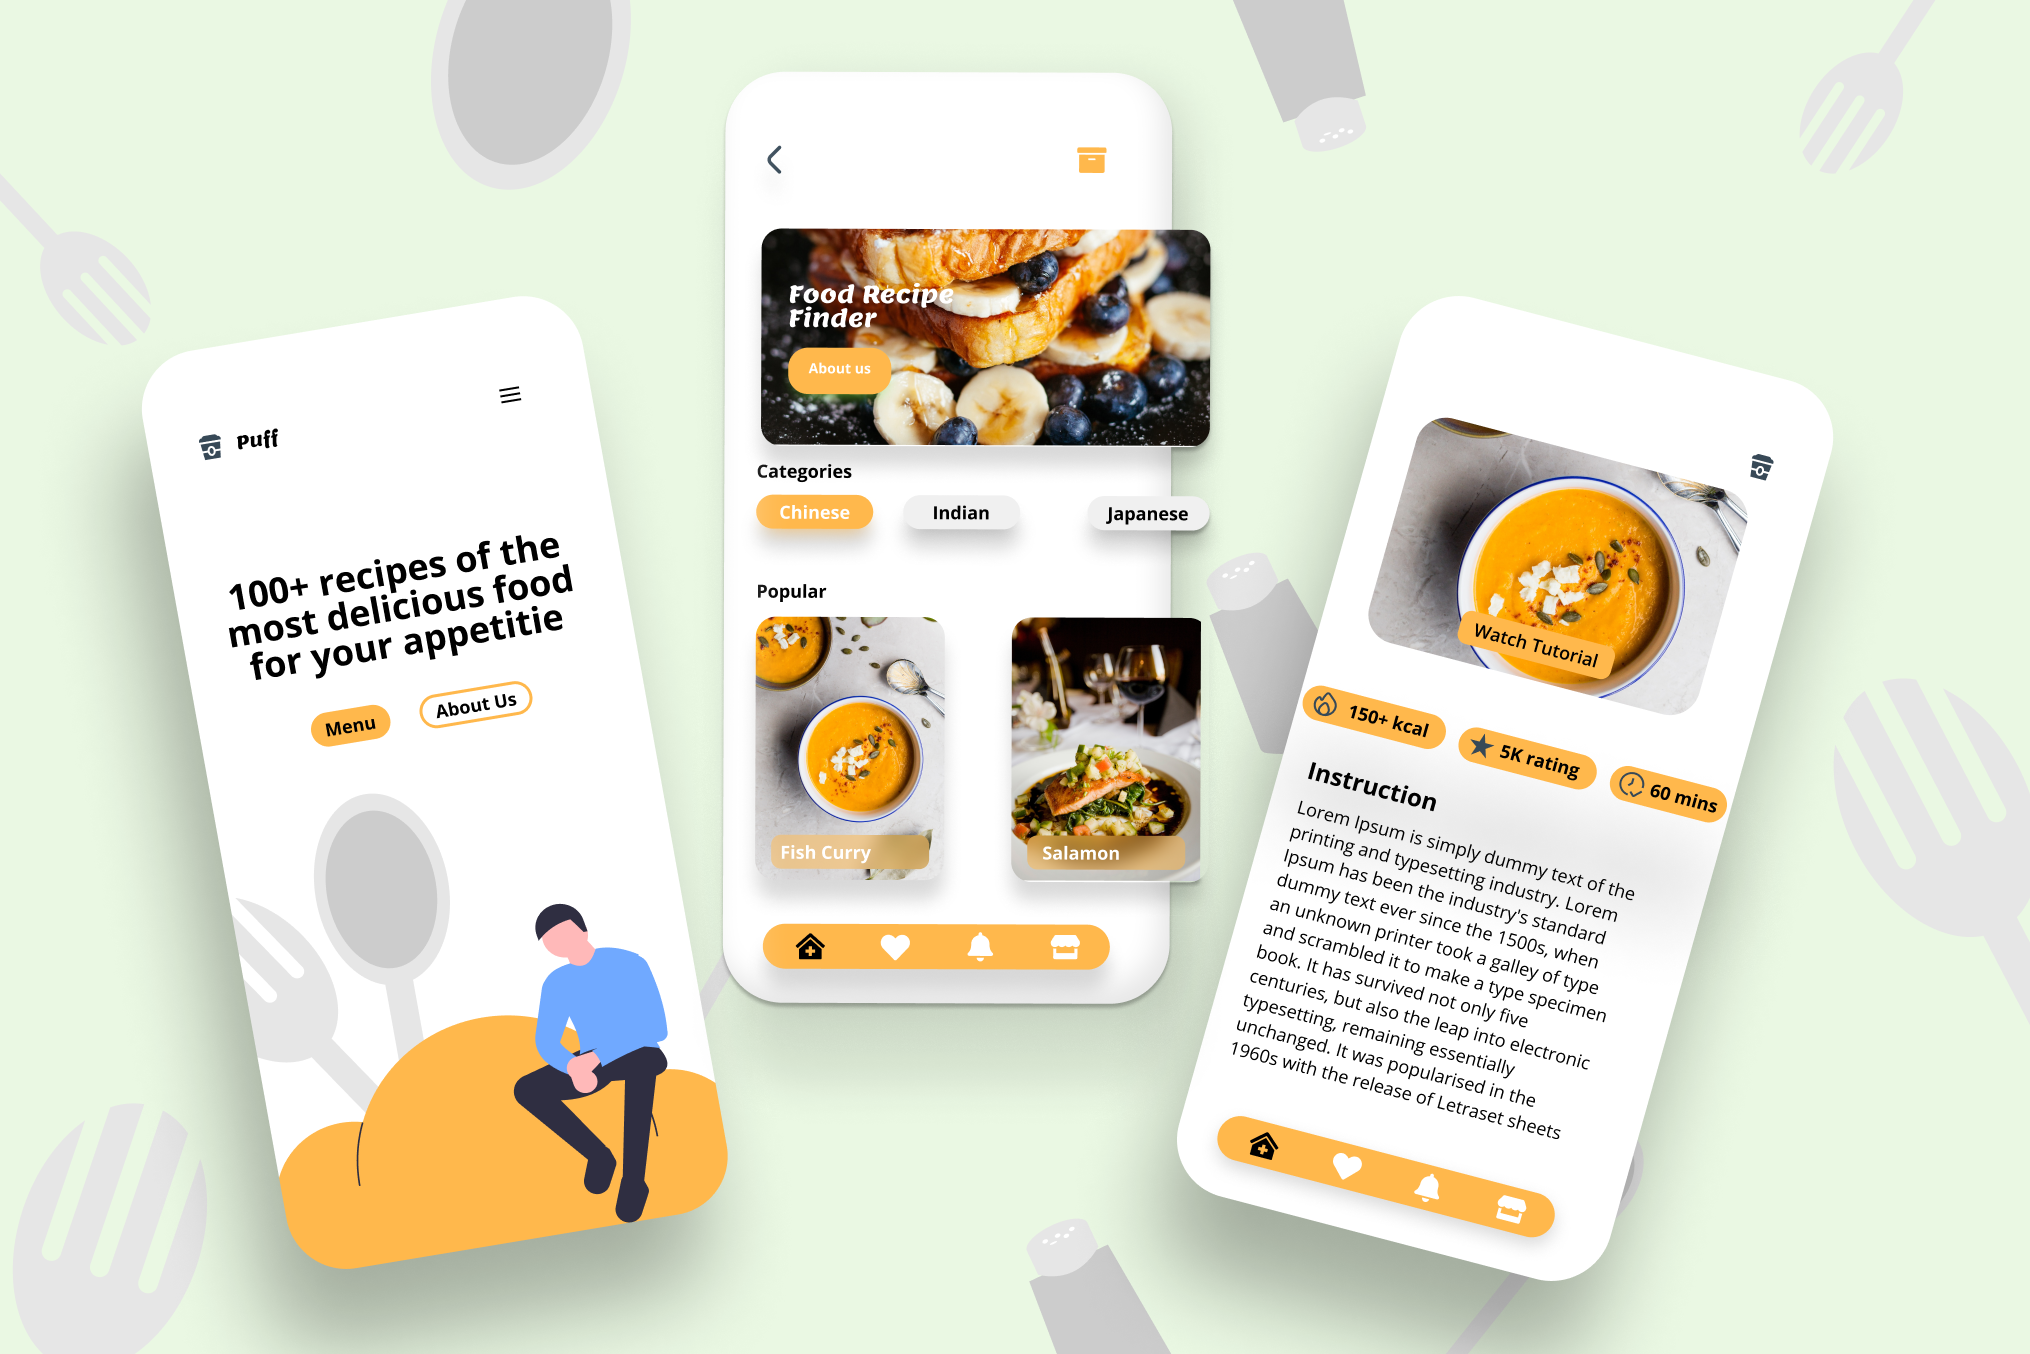 Puff
100+ recipes of the
most delicious food
for your appetitie
Menu
About Us
Food Recipe
Finder
About us
Categories
Chinese
Indian
Japanese
Popular
Fish Curry
Salamon
Watch Tutorial
150+ kcal
5K rating
60 mins
Instruction
Lorem Ipsum is simply dummy text of the
printing and typesetting industry. Lorem
Ipsum has been the industry's standard
dummy text ever since the 1500s, when
an unknown printer took a galley of type
and scrambled it to make a type specimen
book. It has survived not only five
centuries, but also the leap into electronic
typesetting, remaining essentially
unchanged. It was popularised in the
1960s with the release of Letraset sheets